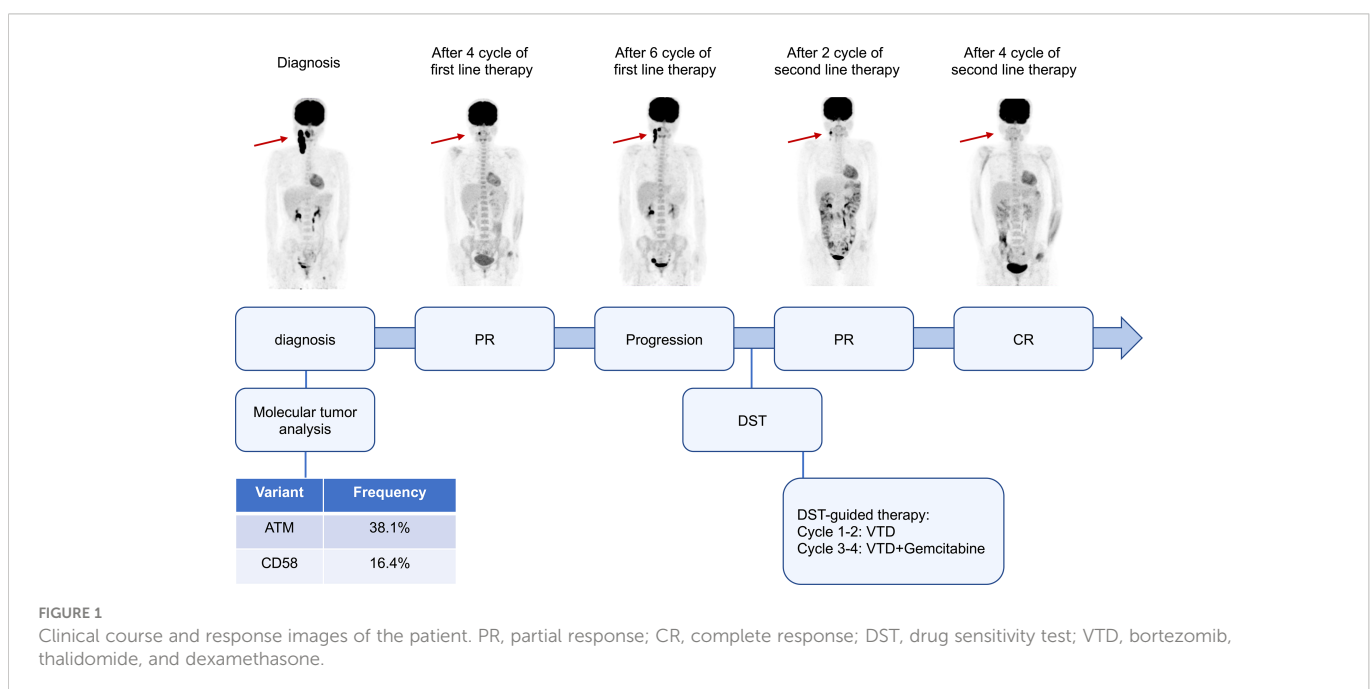 Diagnosis
After 4 cycle of
first line therapy
After 6 cycle of
first line therapy
After 2 cycle of
second line therapy
After 4 cycle of
second line therapy
diagnosis
PR
Progression
PR
CR
Molecular tumor
analysis
DST
Variant Frequency
ATM 38.1%
CD58 16.4%
DST-guided therapy:
Cycle 1-2: VTD
Cycle 3-4: VTD+Gemcitabine
FIGURE 1
Clinical course and response images of the patient. PR, partial response; CR, complete response; DST, drug sensitivity test; VTD, bortezomib,
thalidomide, and dexamethasone.